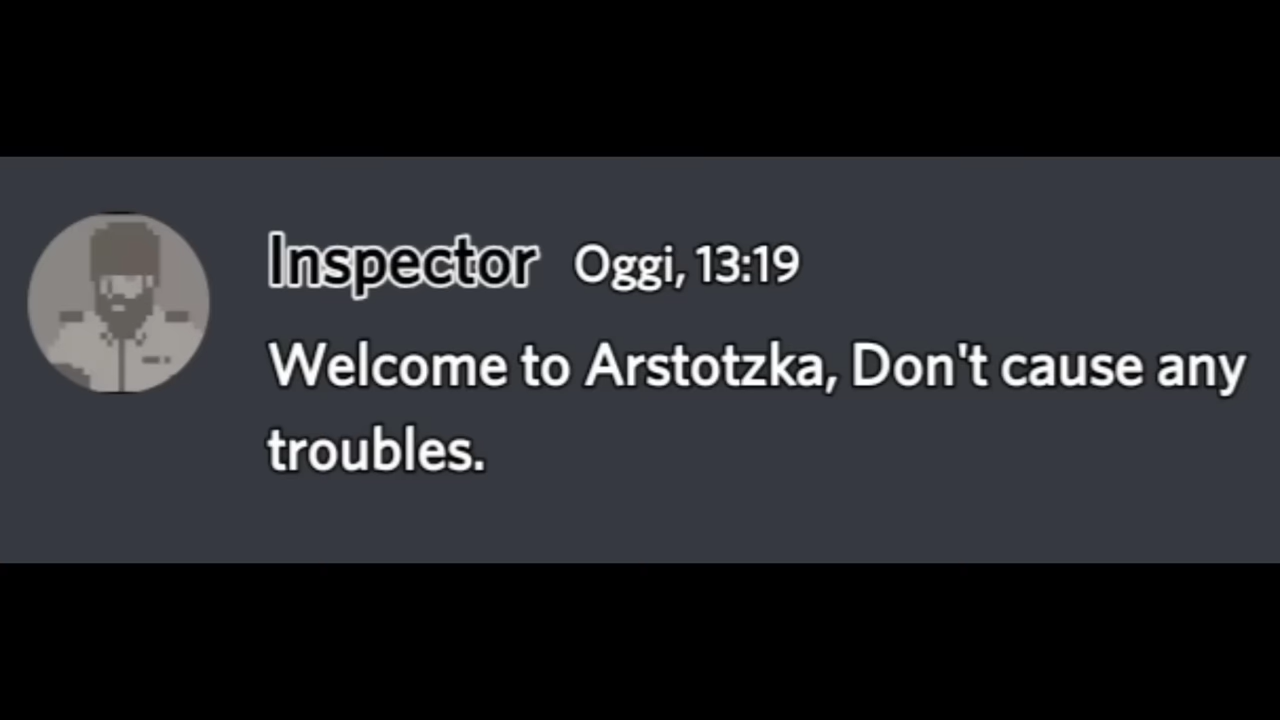 Inspector Oggi, 13:19
Welcome to Arstotzka, Don't cause any
troubles.